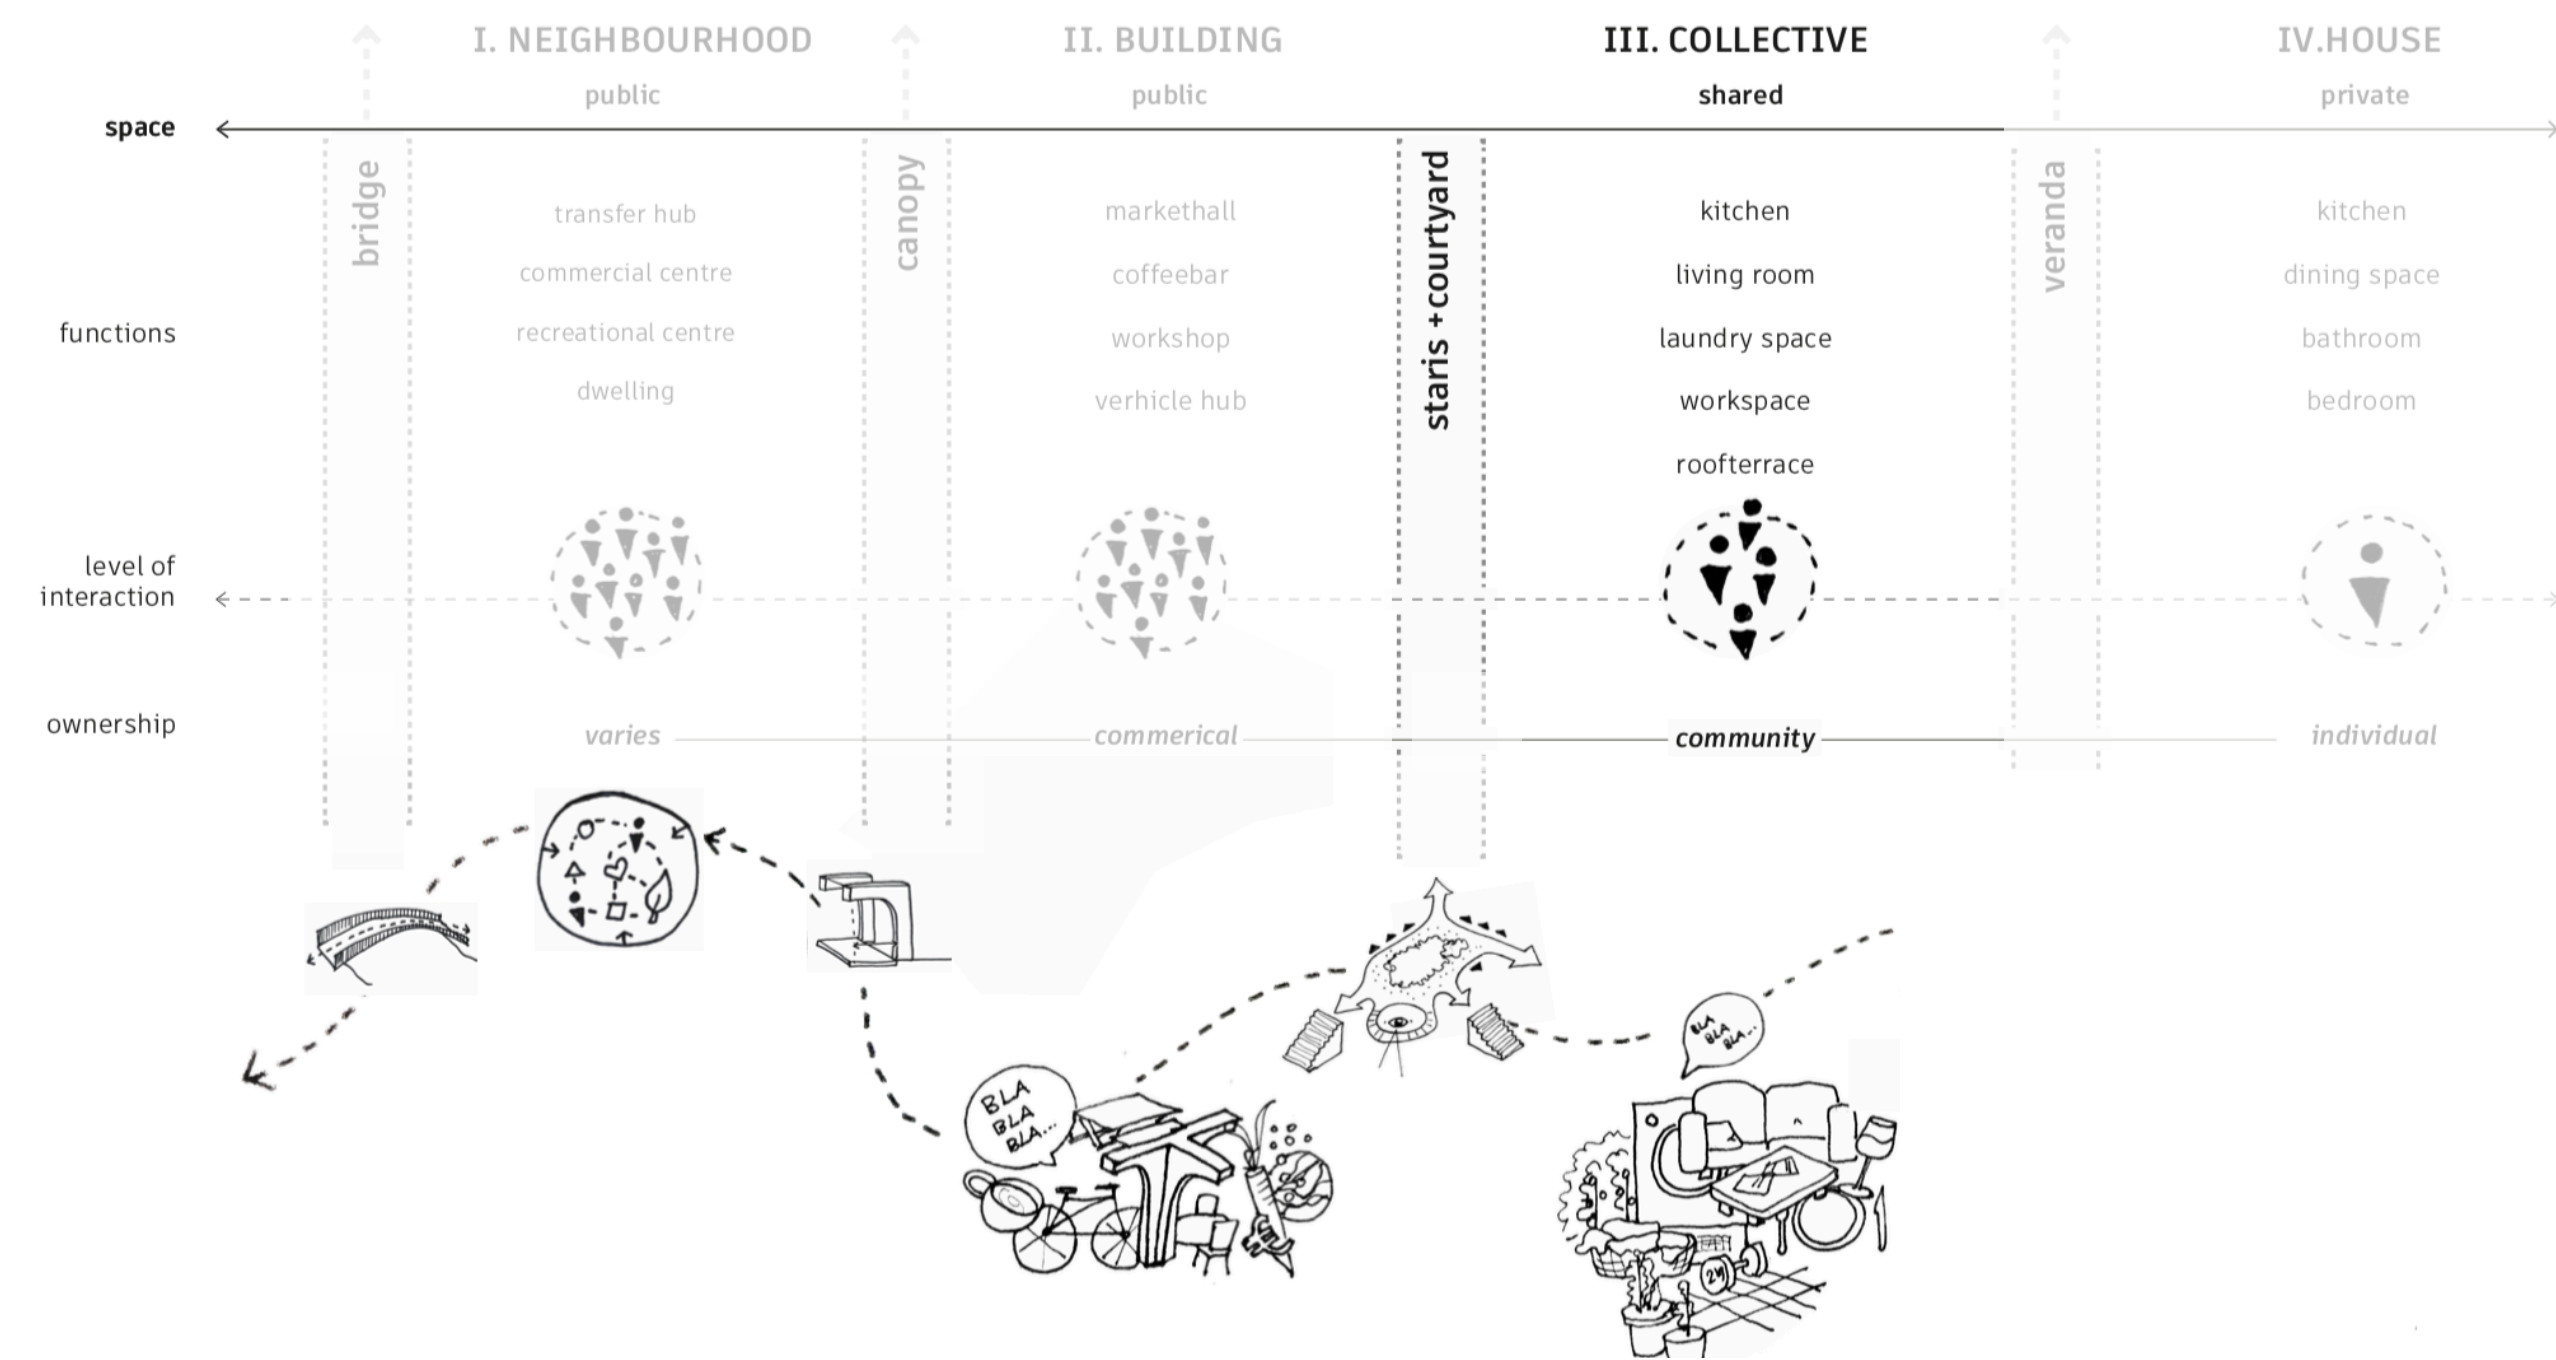 I. NEIGHBOURHOOD
II. BUILDING
III. COLLECTIVE
IV.HOUSE
public
public
shared
private
space
bridge
canopy
staris +courtyard
veranda
functions
transfer hub
commercial centre
recreational centre
dwelling
markethall
coffeebar
workshop
verhicle hub
kitchen
living room
laundry space
workspace
roofterrace
kitchen
dining space
bathroom
bedroom
level of
interaction
ownership
varies
commerical
community
individual
BLA
BLA
BLA...
BLA
BLA
BLA...